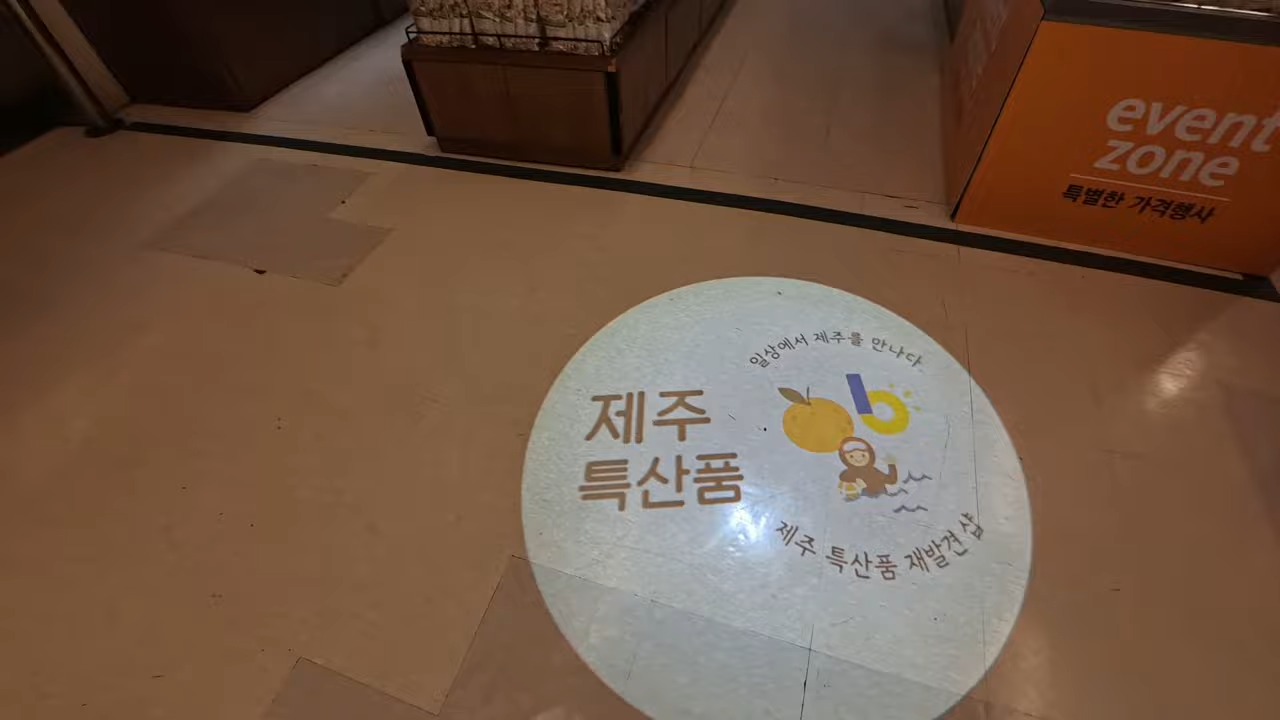 event
zone
특별한 가격행사
일상에서 제주를 만나다
제주
특산품
b
제주 특산품 재발견 샵